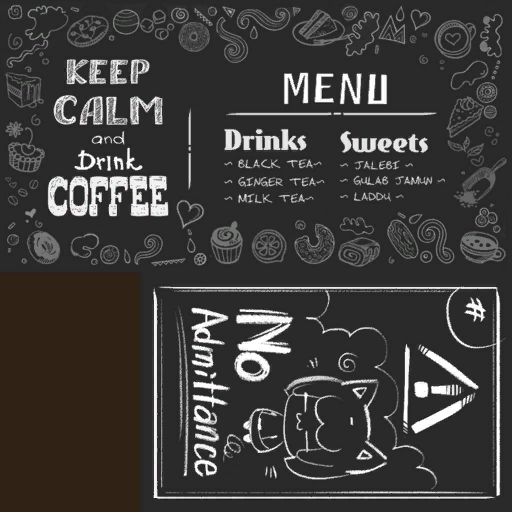 KEEP
CALM
and
Drink
COFFEE
MENU
Drinks
~ BLACK TEA~
~ GINGER TEA~
~ MILK TEA~
Sweets
~ JALEBI ~
~ GULAB JAMUN ~
~ LADDU ~
#
!
No
Admittance